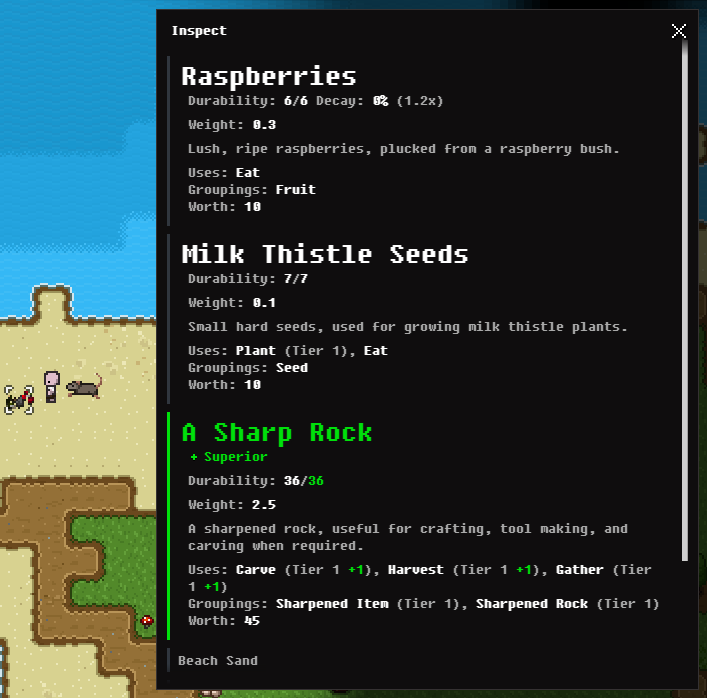 Inspect
Raspberries
Durability: 6/6 Decay: 0% (1.2x)
Weight: 0.3
Lush, ripe raspberries, plucked from a raspberry bush.
Uses: Eat
Groupings: Fruit
Worth: 10
Milk Thistle Seeds
Durability: 7/7
Weight: 0.1
Small hard seeds, used for growing milk thistle plants.
Uses: Plant (Tier 1), Eat
Groupings: Seed
Worth: 10
A Sharp Rock
+ Superior
Durability: 36/36
Weight: 2.5
A sharpened rock, useful for crafting, tool making, and
carving when required.
Uses: Carve (Tier 1 +1), Harvest (Tier 1 +1), Gather (Tier
1 +1)
Groupings: Sharpened Item (Tier 1), Sharpened Rock (Tier 1)
Worth: 45
Beach Sand